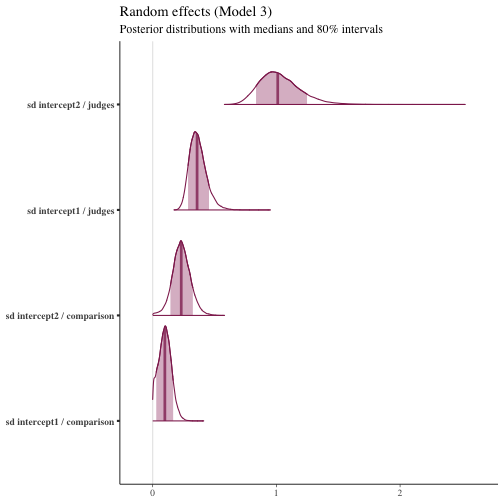 Random effects (Model 3)
Posterior distributions with medians and 80% intervals
sd intercept2 / judges
sd intercept1 / judges
sd intercept2 / comparison
sd intercept1 / comparison
0 1 2